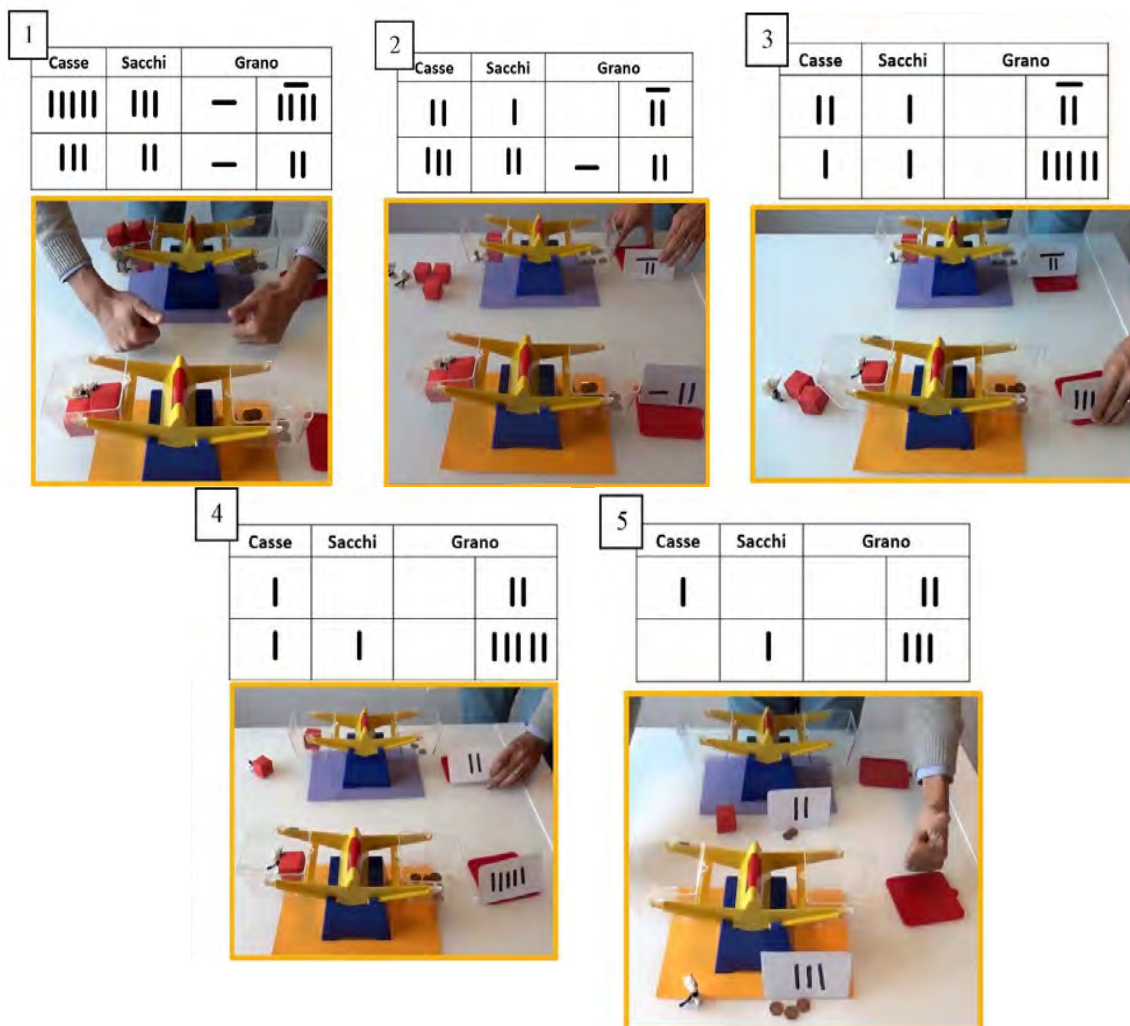 1
Casse Sacchi Grano
||||| ||| — 𝍱
||| || — ||
2
Casse Sacchi Grano
|| | 𝍯
||| || — ||
𝍯
— ||
3
Casse Sacchi Grano
|| | 𝍯
| | |||||
𝍯
|||
4
Casse Sacchi Grano
| ||
| | |||||
||
|||||
5
Casse Sacchi Grano
| ||
| |||
||
|||